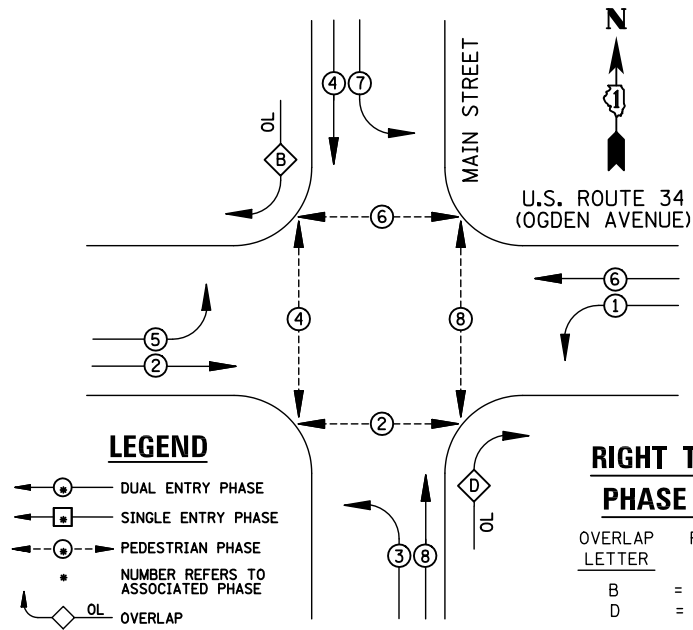 N
1
MAIN STREET
U.S. ROUTE 34
(OGDEN AVENUE)
4
7
OL
B
6
6
1
4
8
5
2
2
D
OL
3
8
LEGEND
* DUAL ENTRY PHASE
* SINGLE ENTRY PHASE
* PEDESTRIAN PHASE
* NUMBER REFERS TO
ASSOCIATED PHASE
OL OVERLAP
RIGHT T
PHASE
OVERLAP
LETTER
B =
D =